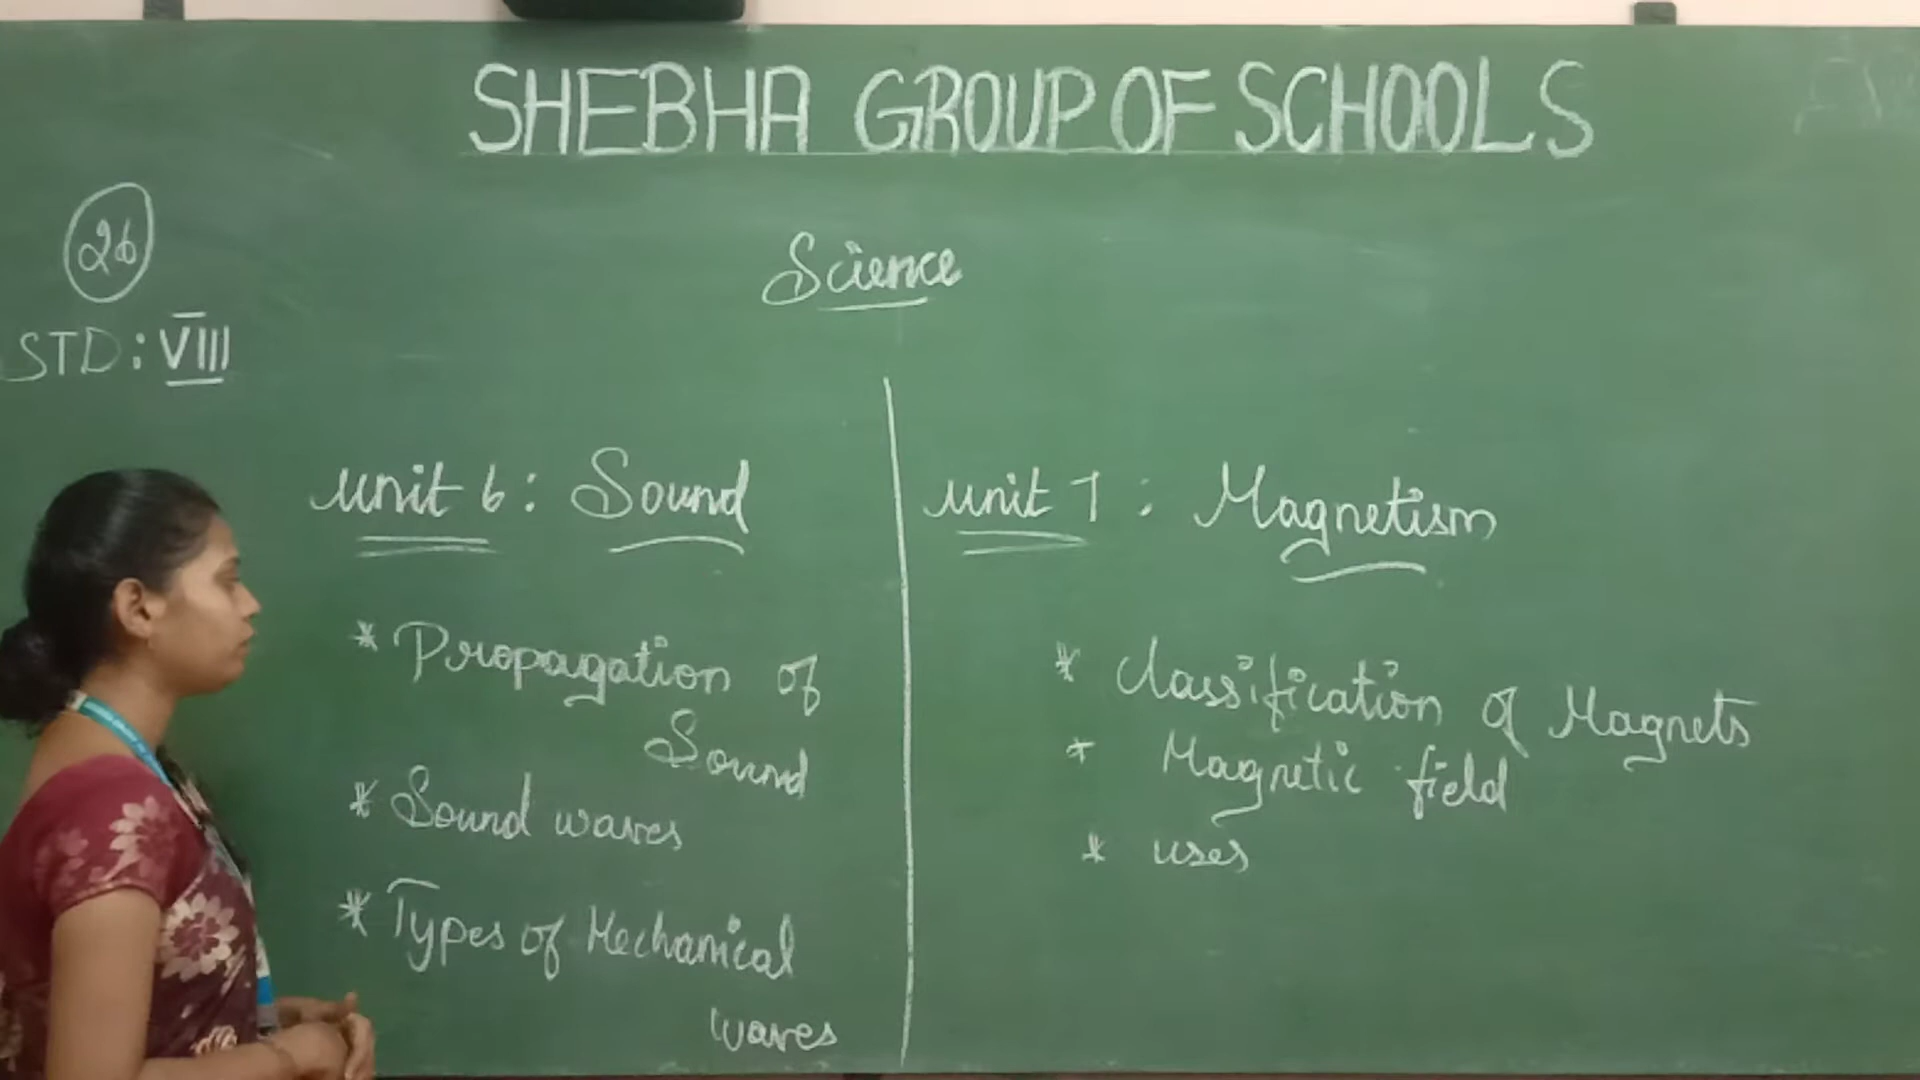 SHEBHA GROUP OF SCHOOLS
26
Science
STD: VIII
unit 6: Sound
* Propagation of
Sound
* Sound waves
* Types of Mechanical
waves
unit 7: Magnetism
* classification of Magnets
* Magnetic field
* uses